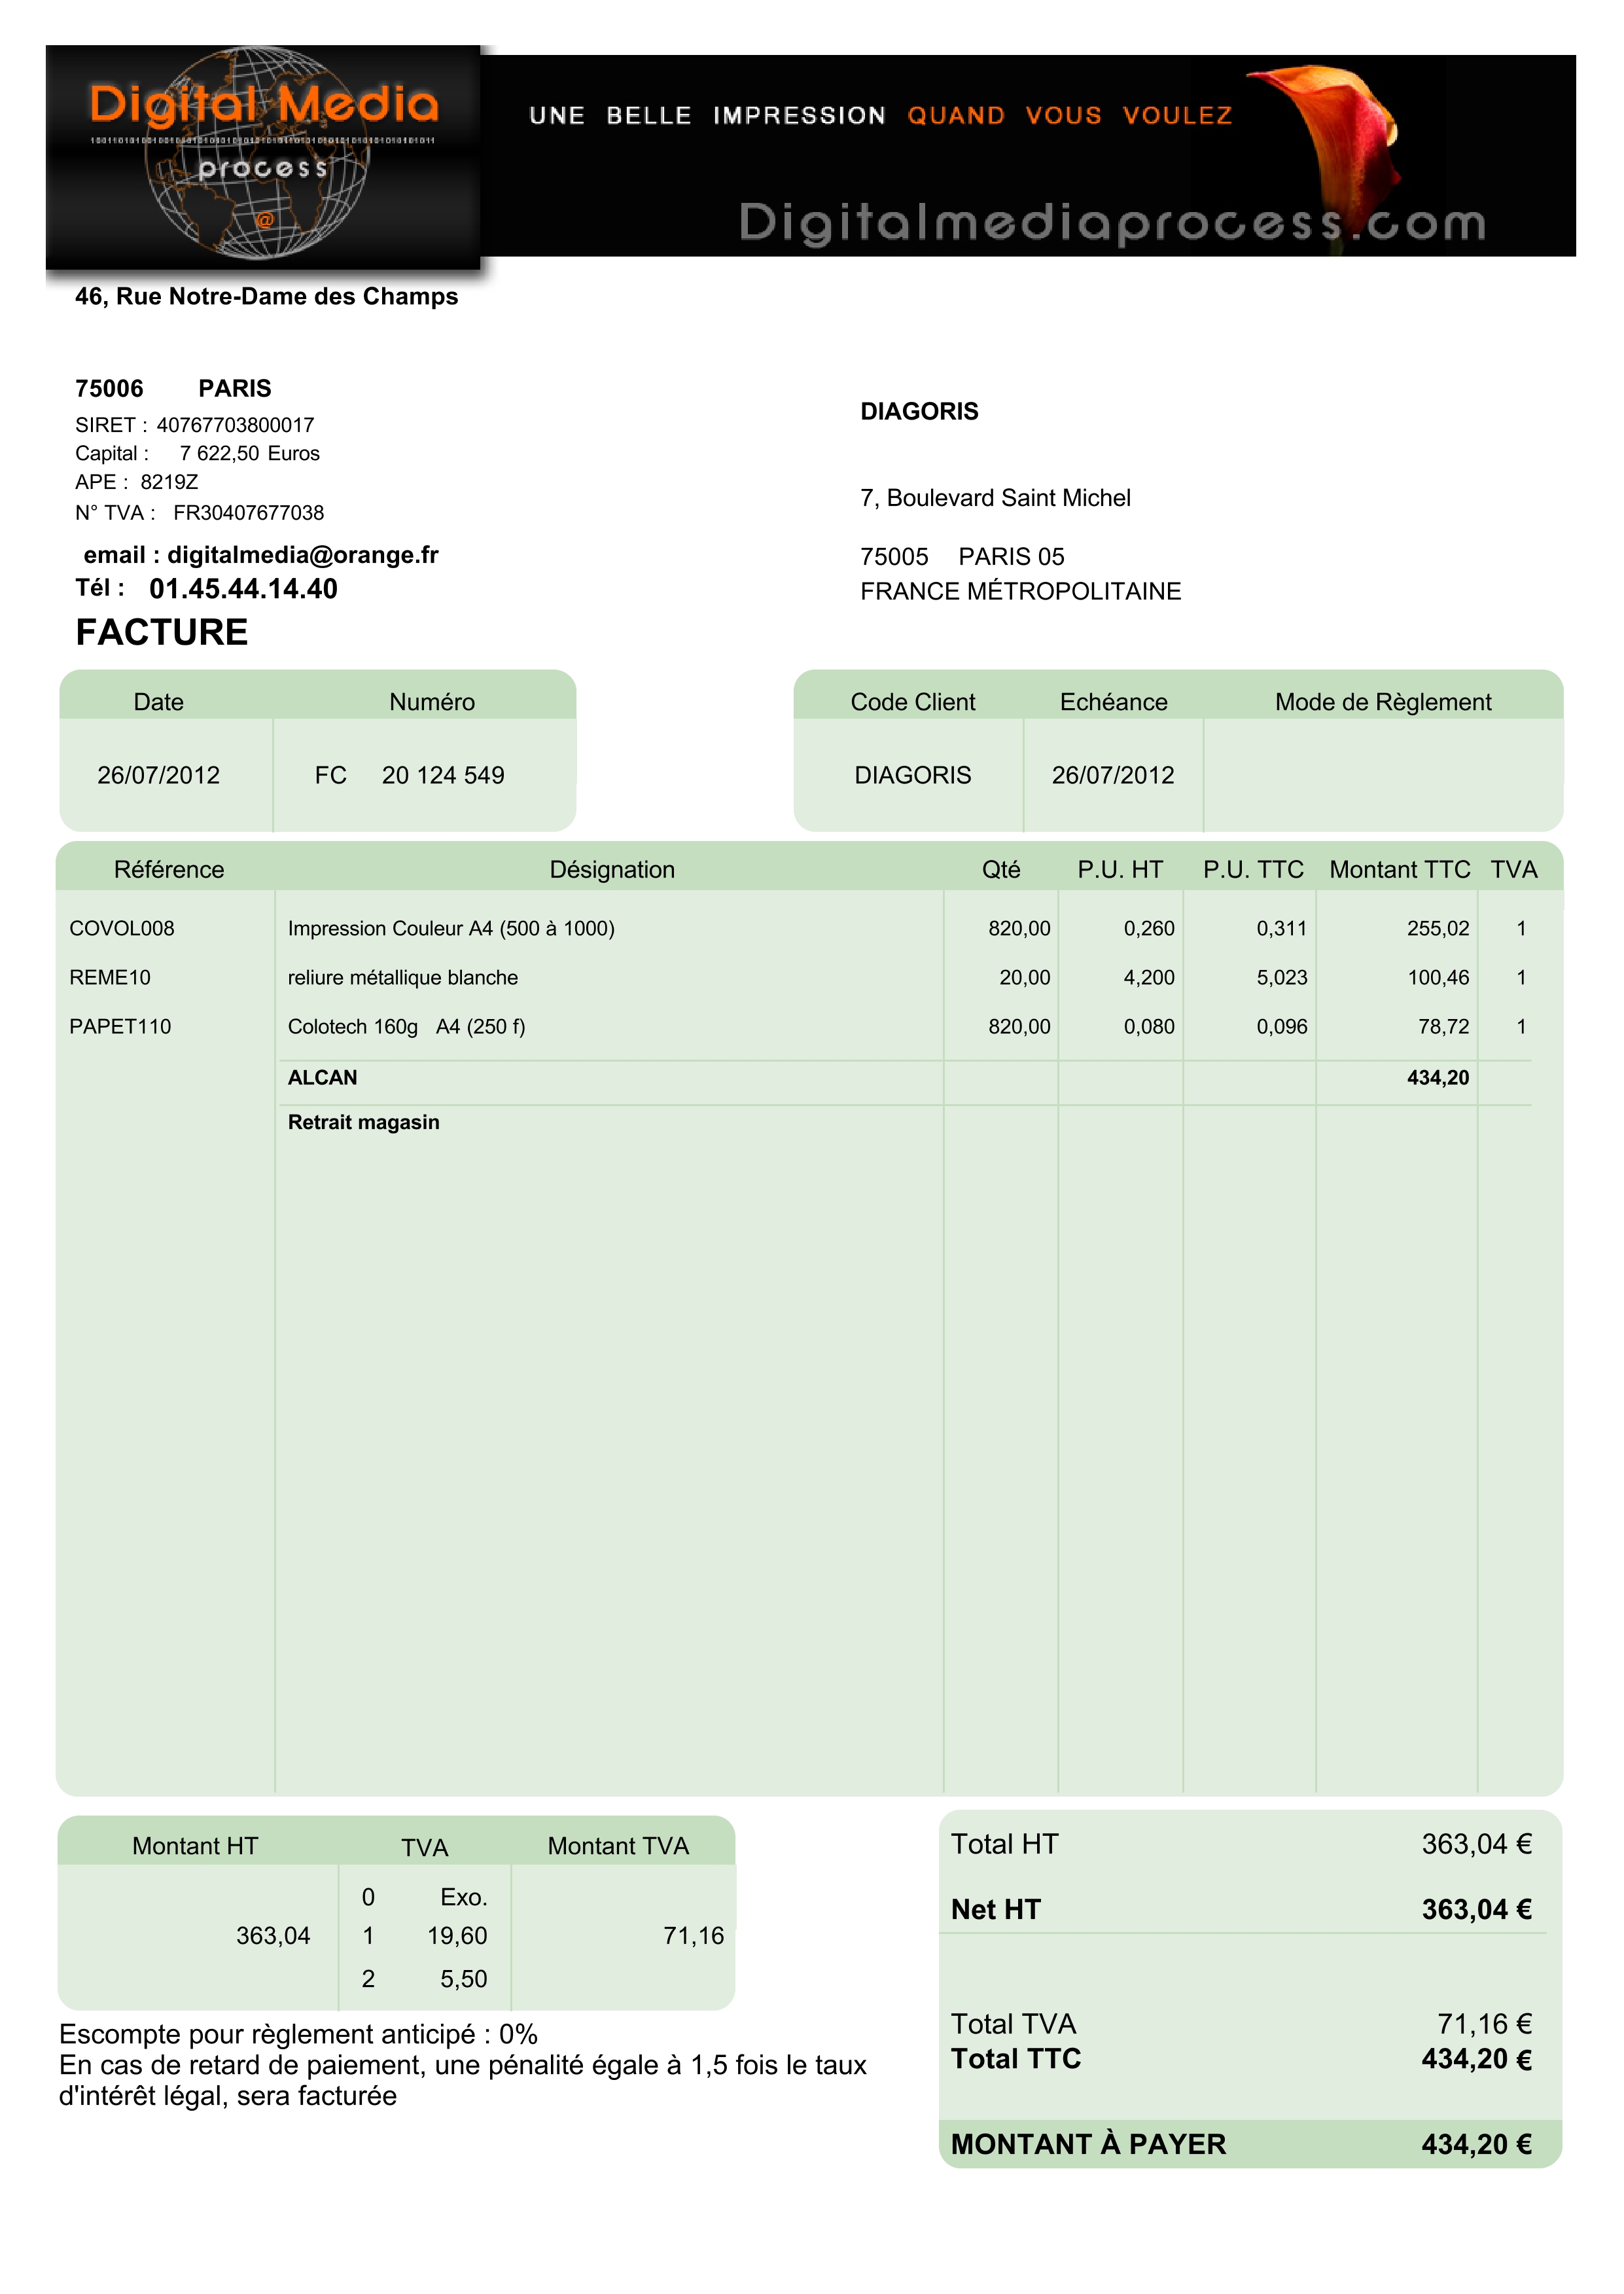 Digital Media
process
@
UNE BELLE IMPRESSION QUAND VOUS VOULEZ
Digitalmediaprocess.com
46, Rue Notre-Dame des Champs
75006 PARIS
SIRET : 40767703800017
Capital : 7 622,50 Euros
APE : 8219Z
N° TVA : FR30407677038
email : digitalmedia@orange.fr
Tél : 01.45.44.14.40
DIAGORIS
7, Boulevard Saint Michel
75005 PARIS 05
FRANCE MÉTROPOLITAINE
FACTURE
Date Numéro
26/07/2012 FC 20 124 549
Code Client Echéance Mode de Règlement
DIAGORIS 26/07/2012
Référence Désignation Qté P.U. HT P.U. TTC Montant TTC TVA
COVOL008 Impression Couleur A4 (500 à 1000) 820,00 0,260 0,311 255,02 1
REME10 reliure métallique blanche 20,00 4,200 5,023 100,46 1
PAPET110 Colotech 160g A4 (250 f) 820,00 0,080 0,096 78,72 1
ALCAN 434,20
Retrait magasin
Montant HT TVA Montant TVA
0 Exo.
363,04 1 19,60 71,16
2 5,50
Escompte pour règlement anticipé : 0%
En cas de retard de paiement, une pénalité égale à 1,5 fois le taux
d'intérêt légal, sera facturée
Total HT 363,04 €
Net HT 363,04 €
Total TVA 71,16 €
Total TTC 434,20 €
MONTANT À PAYER 434,20 €